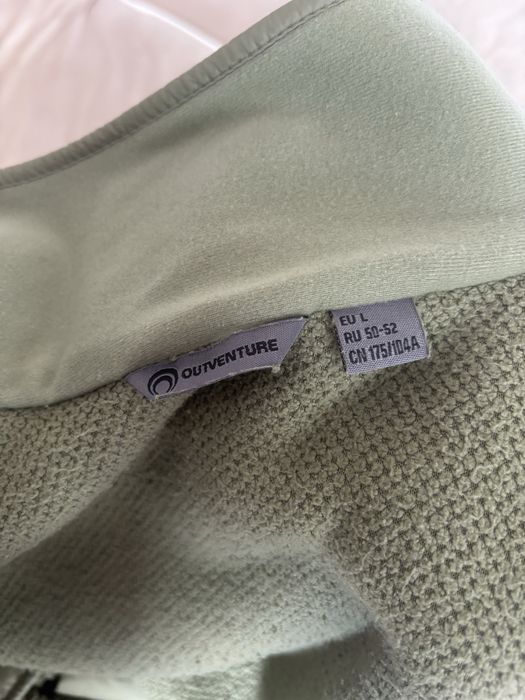 OUTVENTURE
EU L
RU 50-52
CN 175/104A